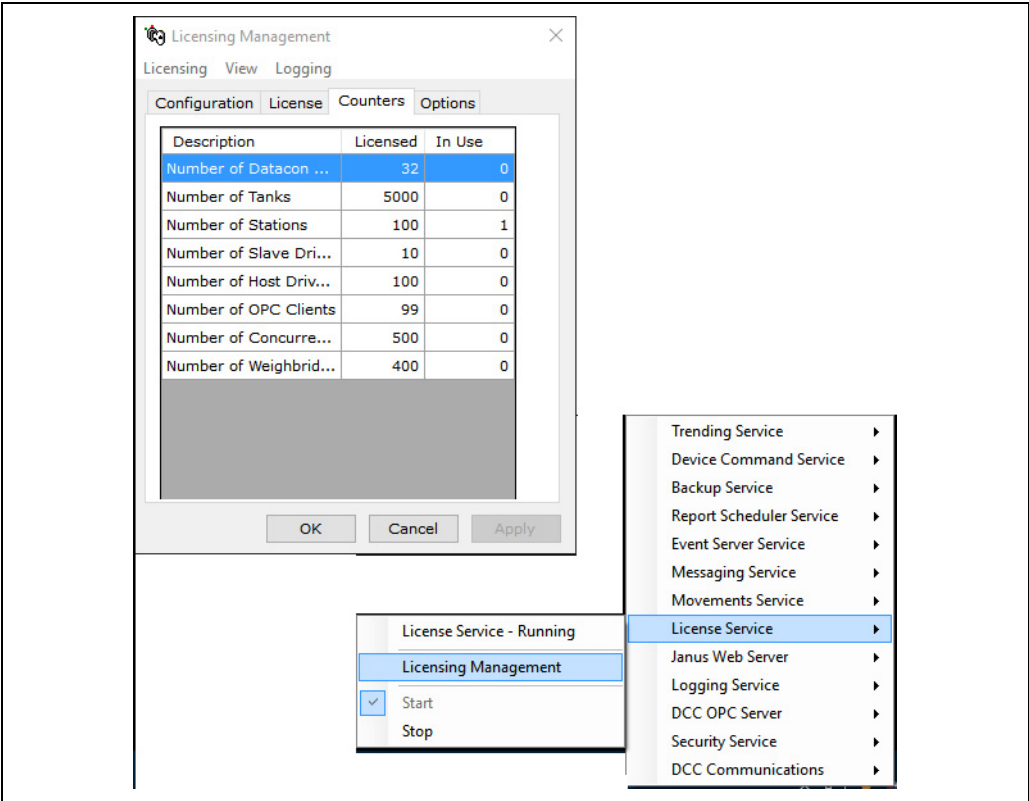 Licensing Management
Licensing View Logging
Configuration License Counters Options
Description Licensed In Use
Number of Datacon ... 32 0
Number of Tanks 5000 0
Number of Stations 100 1
Number of Slave Dri... 10 0
Number of Host Driv... 100 0
Number of OPC Clients 99 0
Number of Concurre... 500 0
Number of Weighbrid... 400 0
OK Cancel Apply
Trending Service
Device Command Service
Backup Service
Report Scheduler Service
Event Server Service
Messaging Service
Movements Service
License Service
Janus Web Server
Logging Service
DCC OPC Server
Security Service
DCC Communications
License Service - Running
Licensing Management
Start
Stop